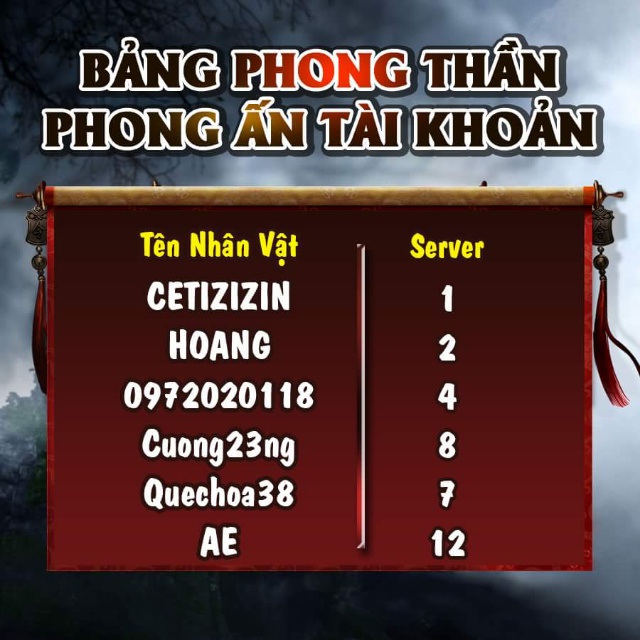 BẢNG PHONG THẦN
PHONG ẤN TÀI KHOẢN
Tên Nhân Vật Server
CETIZIZIN 1
HOANG 2
0972020118 4
Cuong23ng 8
Quechoa38 7
AE 12